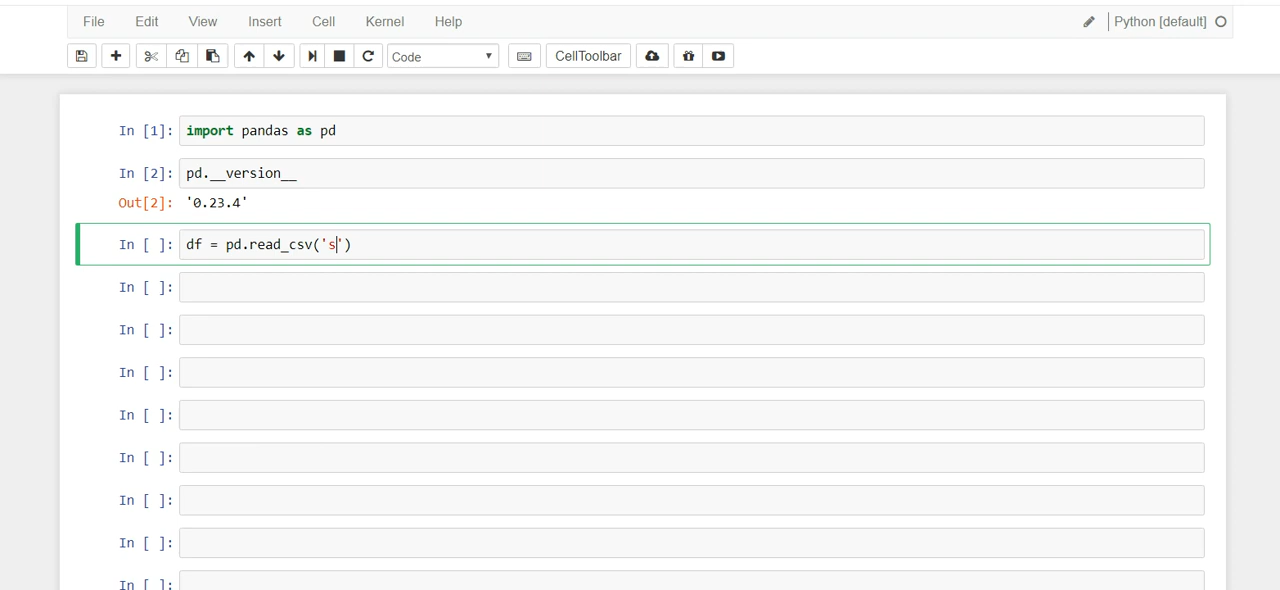 File Edit View Insert Cell Kernel Help Python [default]
Code CellToolbar
In [1]: import pandas as pd
In [2]: pd.__version__
Out[2]: '0.23.4'
In [ ]: df = pd.read_csv('s')
In [ ]:
In [ ]:
In [ ]:
In [ ]:
In [ ]:
In [ ]:
In [ ]:
In [ ]: